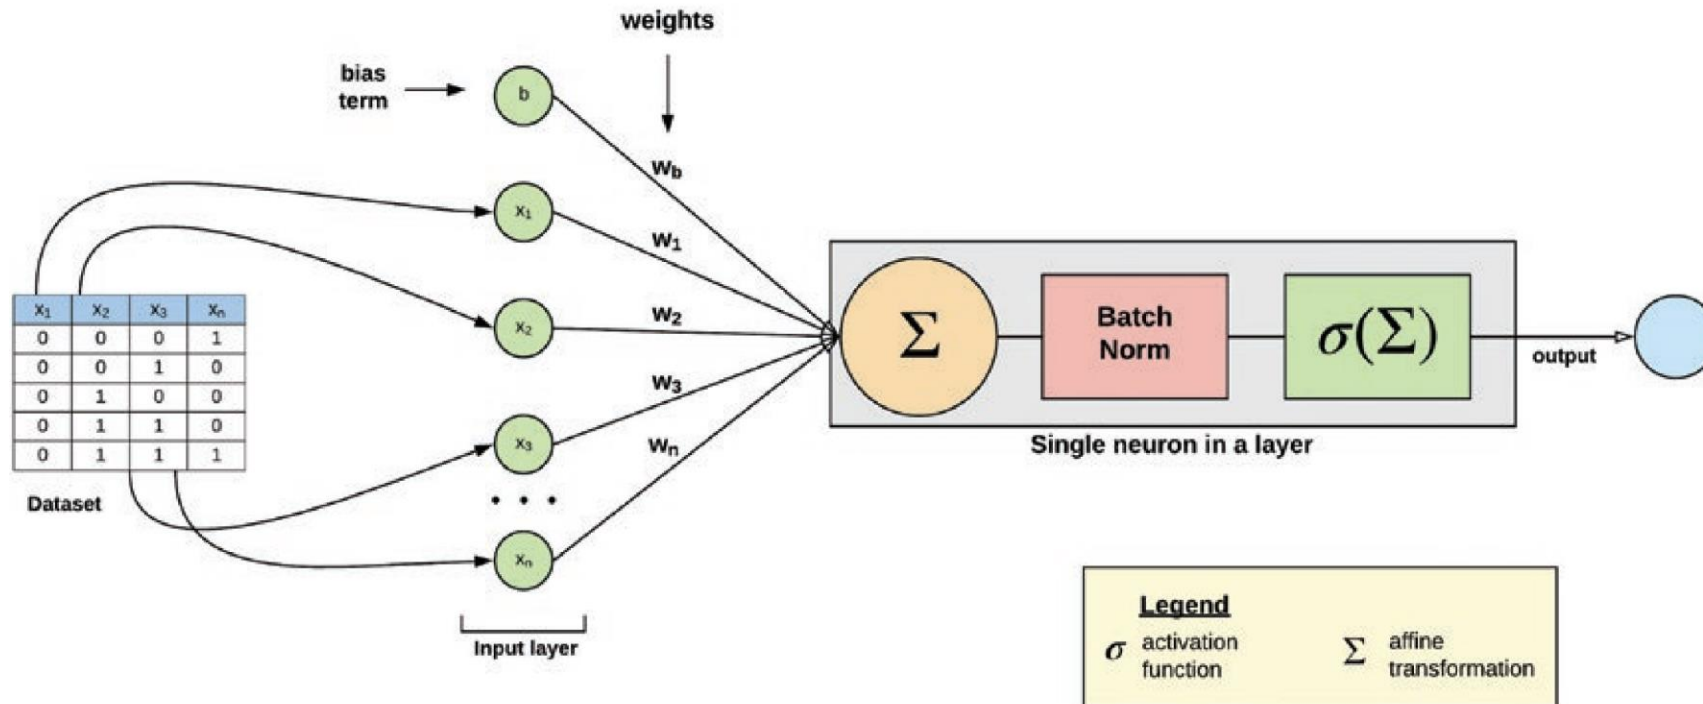 weights
bias
term
b
w_b
x₁
w₁
x₂
w₂
x₃
w₃
. . .
xₙ
wₙ
x₁ x₂ x₃ xₙ
0 0 0 1
0 0 1 0
0 1 0 0
0 1 1 0
0 1 1 1
Dataset
Input layer
Σ
Batch
Norm
σ(Σ)
output
Single neuron in a layer
Legend
σ activation
function
Σ affine
transformation